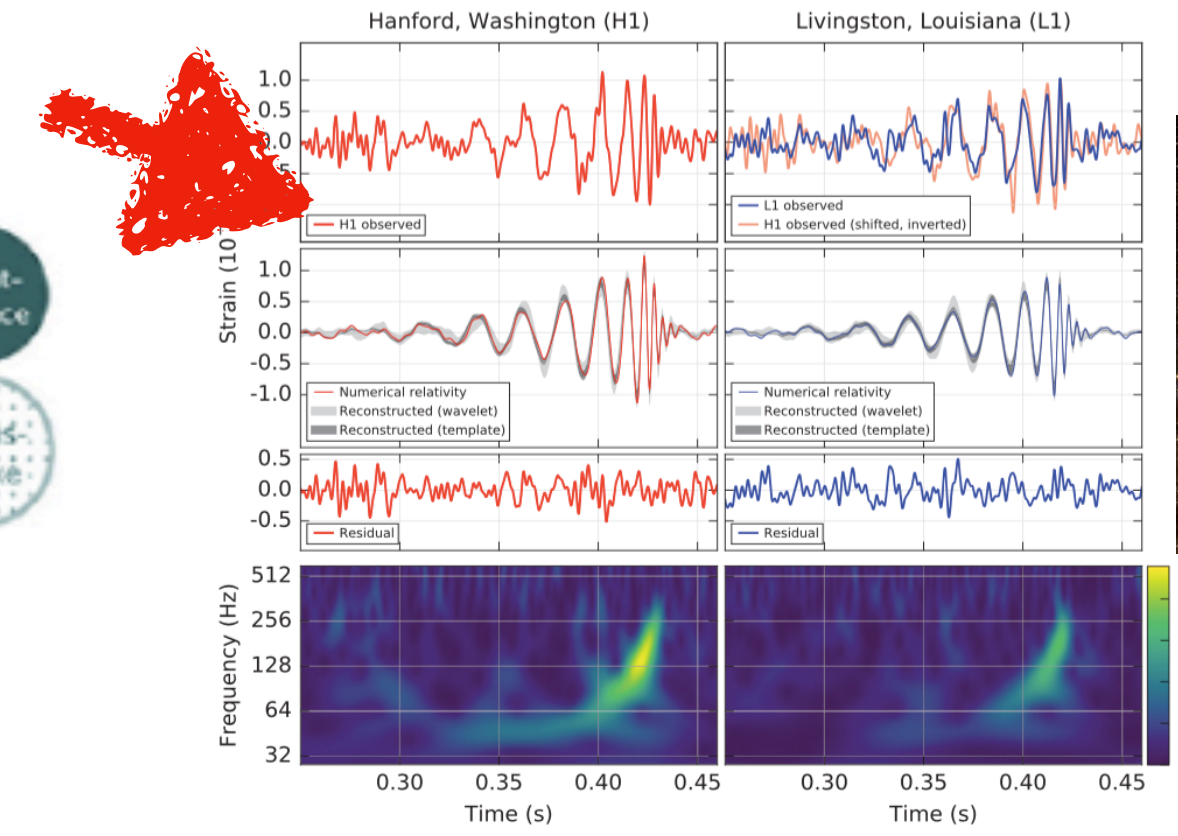 Hanford, Washington (H1)
Livingston, Louisiana (L1)
1.0
0.5
0.0
H1 observed
L1 observed
H1 observed (shifted, inverted)
Strain (10
1.0
0.5
0.0
-0.5
-1.0
Numerical relativity
Reconstructed (wavelet)
Reconstructed (template)
Numerical relativity
Reconstructed (wavelet)
Reconstructed (template)
0.5
0.0
-0.5
Residual
Residual
Frequency (Hz)
512
256
128
64
32
0.30 0.35 0.40 0.45
0.30 0.35 0.40 0.45
Time (s)
Time (s)